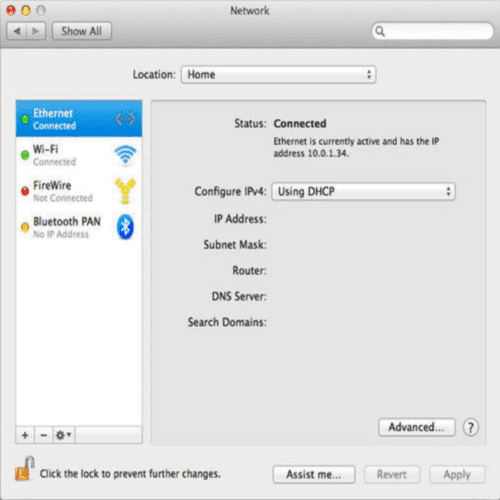 Network
Show All
Location: Home
Ethernet
Connected
Wi-Fi
Connected
FireWire
Not Connected
Bluetooth PAN
No IP Address
Status: Connected
Ethernet is currently active and has the IP
address 10.0.1.34.
Configure IPv4: Using DHCP
IP Address:
Subnet Mask:
Router:
DNS Server:
Search Domains:
Advanced... ?
Click the lock to prevent further changes.
Assist me... Revert Apply